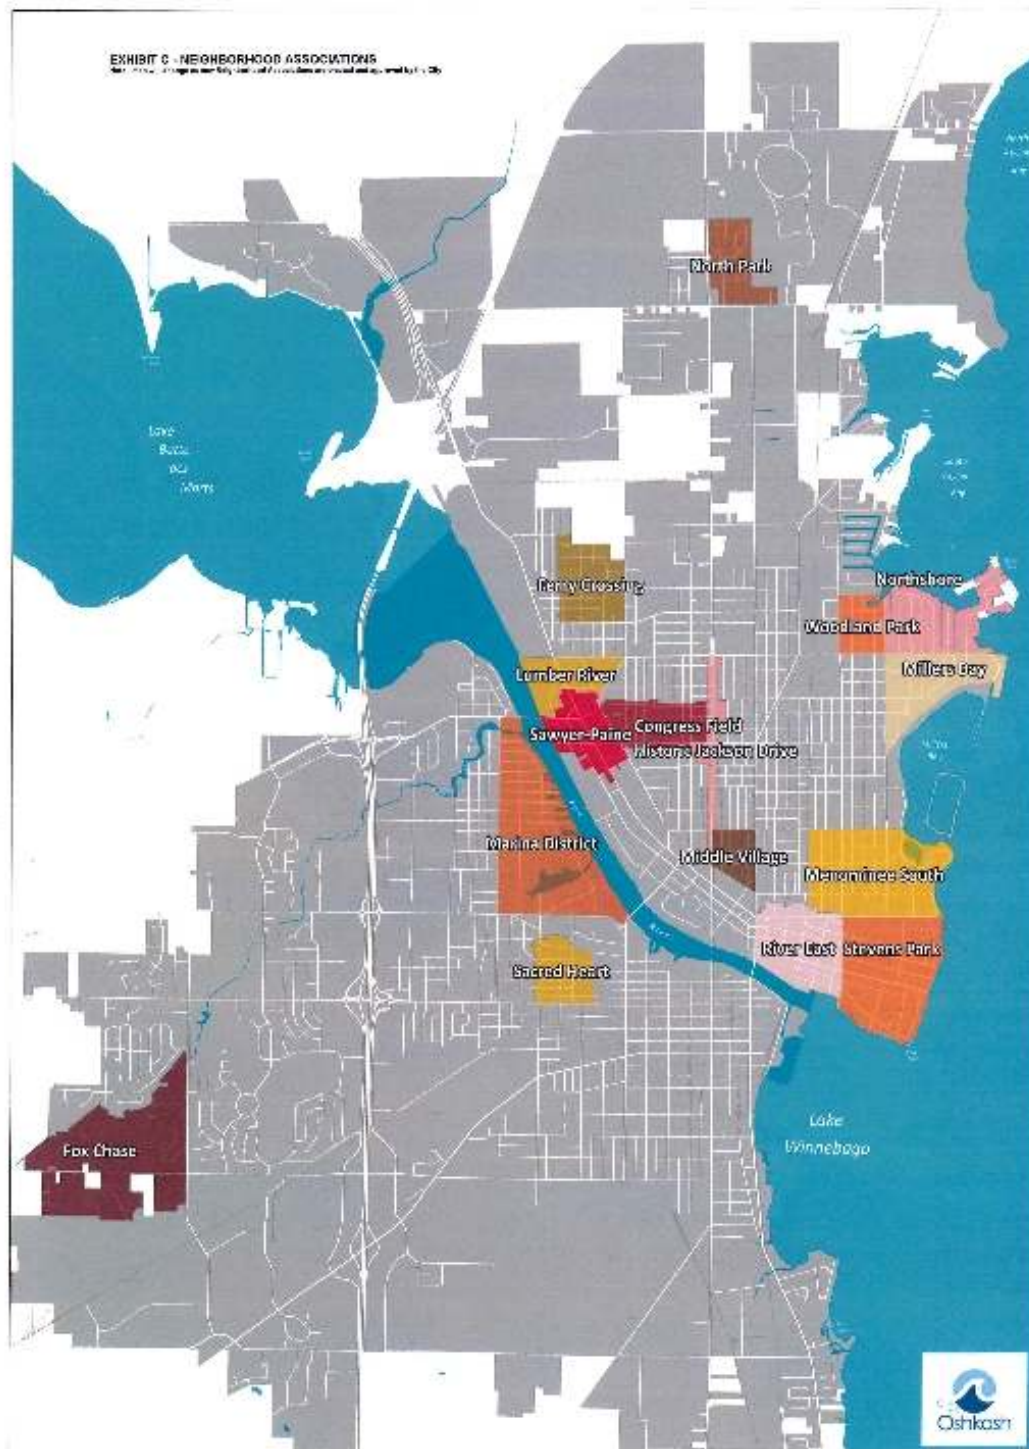 EXHIBIT C - NEIGHBORHOOD ASSOCIATIONS
North Park
Lake
Butte
des
Morts
Ferry Crossing
Northshore
Woodland Park
Millers Bay
Lumber River
Congress Field
Sawyer-Paine
Historic Jackson Drive
Marina District
Middle Village
Menominee South
River East
Stevens Park
Sacred Heart
River
Lake
Winnebago
Fox Chase
Oshkosh